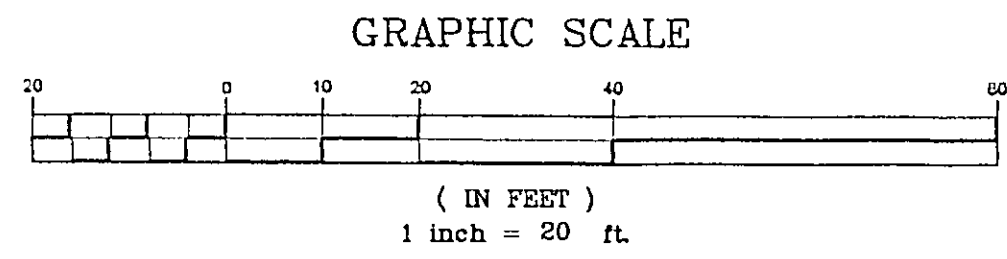 GRAPHIC SCALE
20 0 10 20 40 80
( IN FEET )
1 inch = 20 ft.